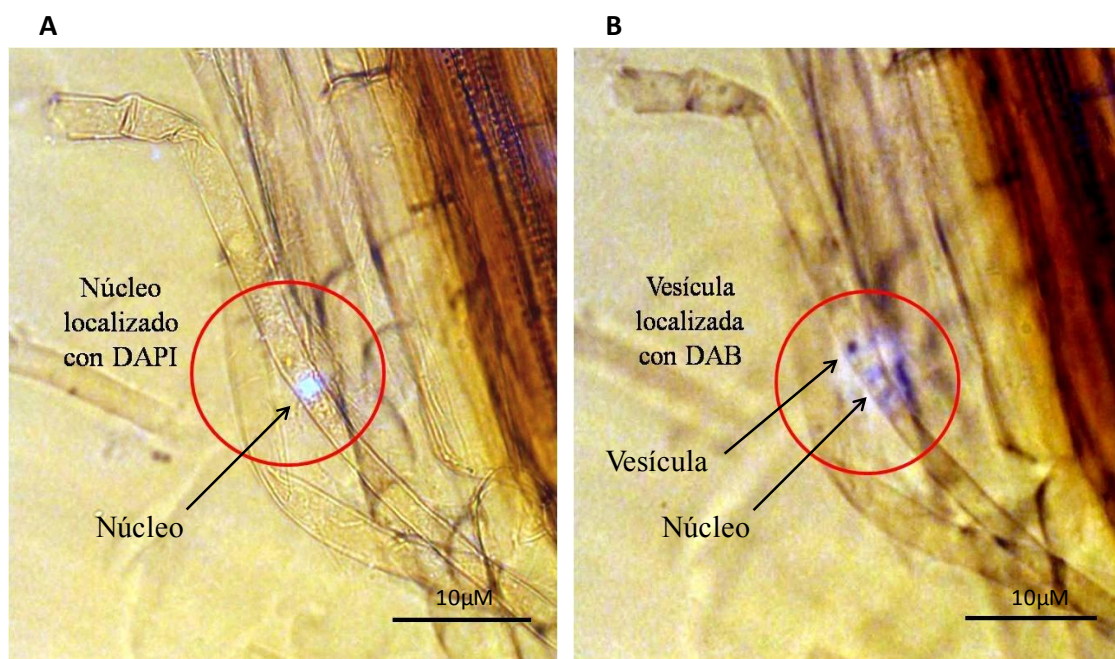 A
B
Núcleo
localizado
con DAPI
Núcleo
10µM
Vesícula
localizada
con DAB
Vesícula
Núcleo
10µM